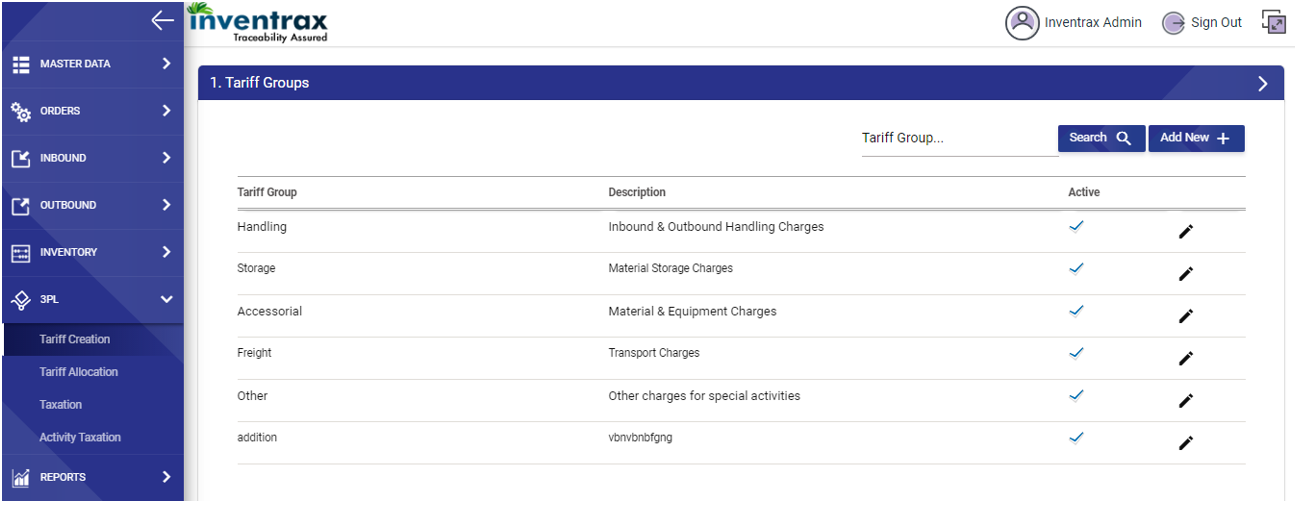 inventrax
Traceability Assured
Inventrax Admin
Sign Out
MASTER DATA
ORDERS
INBOUND
OUTBOUND
INVENTORY
3PL
Tariff Creation
Tariff Allocation
Taxation
Activity Taxation
REPORTS
1. Tariff Groups
Tariff Group...
Search
Add New
Tariff Group Description Active
Handling Inbound & Outbound Handling Charges
Storage Material Storage Charges
Accessorial Material & Equipment Charges
Freight Transport Charges
Other Other charges for special activities
addition vbnvbnbfgng